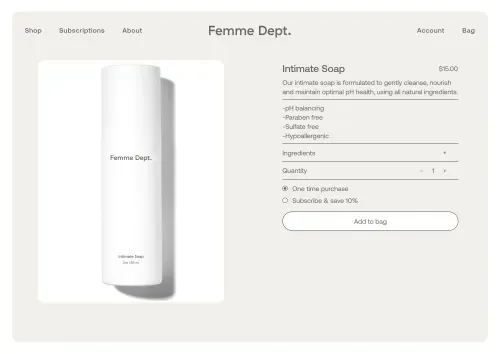 Shop Subscriptions About Femme Dept. Account Bag
Femme Dept.
Intimate Soap
Intimate Soap $15.00
Our intimate soap is formulated to gently cleanse, nourish
and maintain optimal pH health, using all natural ingredients.
-pH balancing
-Paraben free
-Sulfate free
-Hypoallergenic
Ingredients +
Quantity - 1 +
One time purchase
Subscribe & save 10%
Add to bag